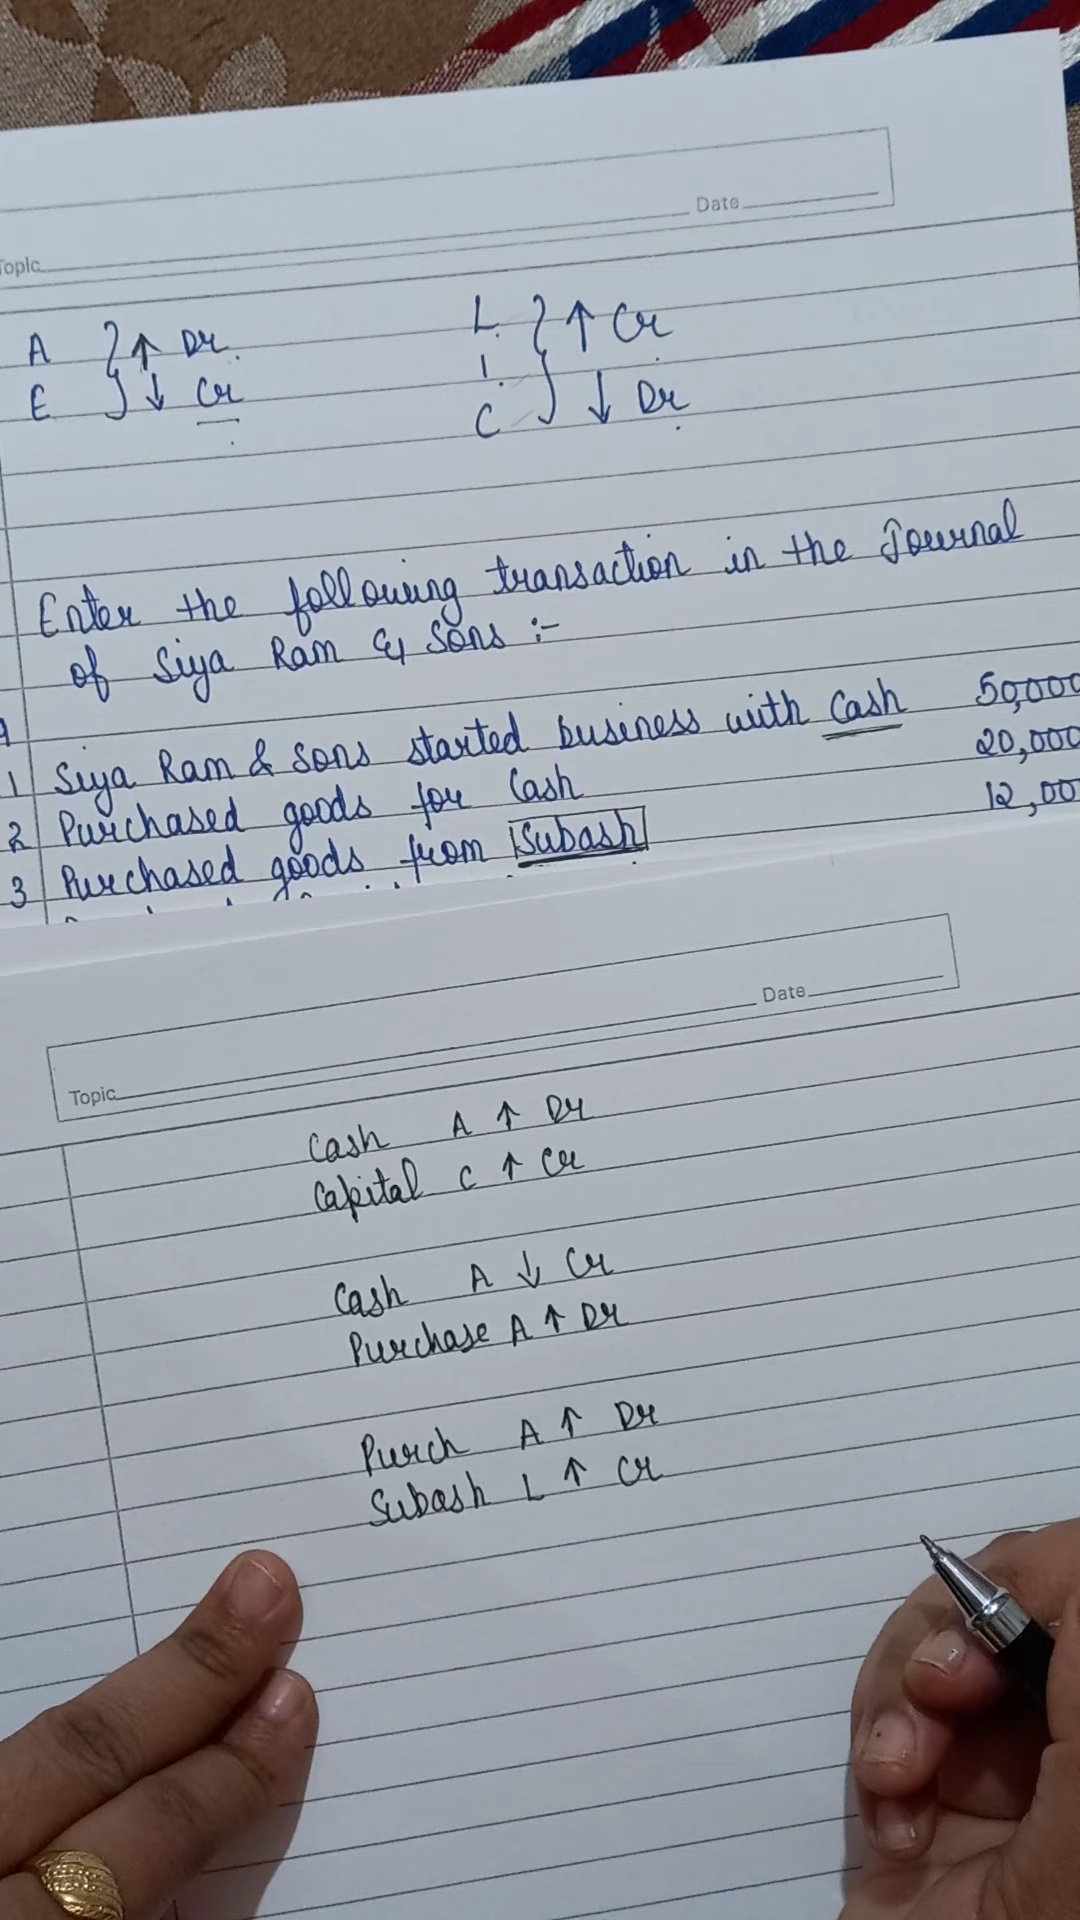 Date
Topic
A } ↑ Dr.
E } ↓ Cr
L } ↑ Cr
I
C } ↓ Dr
Enter the following transaction in the Journal
of Siya Ram & Sons :-
1 Siya Ram & Sons started business with Cash 50,000
2 Purchased goods for Cash 20,000
3 Purchased goods from Subash 12,00
Date
Topic
Cash A ↑ Dr
Capital C ↑ Cr
Cash A ↓ Cr
Purchase A ↑ Dr
Purch A ↑ Dr
Subash L ↑ Cr